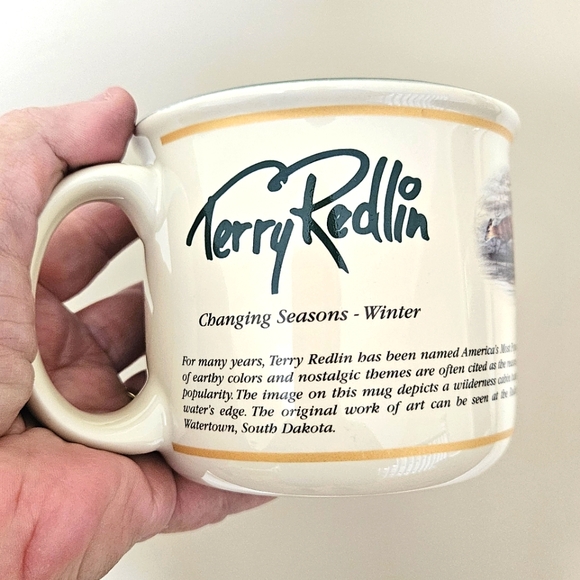 Terry Redlin
Changing Seasons - Winter
For many years, Terry Redlin has been named America's Most
of earthy colors and nostalgic themes are often cited as the
popularity. The image on this mug depicts a wilderness cabin
water's edge. The original work of art can be seen at the
Watertown, South Dakota.